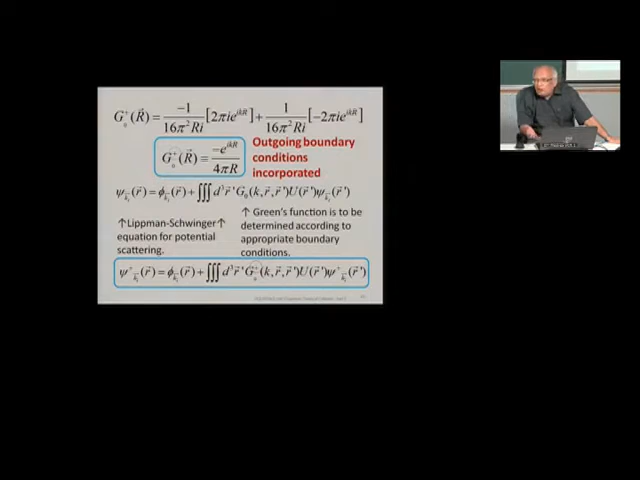 G₀⁺(R⃗) = -1/(16π²Ri) [2πie^{ikR}] + 1/(16π²Ri) [-2πie^{ikR}]
G₀⁺(R⃗) = -e^{ikR}/(4πR)
Outgoing boundary
conditions
incorporated
ψ_{k⃗ᵢ}(r⃗) = ϕ_{k⃗ᵢ}(r⃗) + ∭ d³r⃗' G₀(k, r⃗, r⃗')U(r⃗')ψ_{k⃗ᵢ}(r⃗')
↑Lippman-Schwinger↑
equation for potential
scattering.
↑ Green's function is to be
determined according to
appropriate boundary
conditions.
ψ⁺_{k⃗ᵢ}(r⃗) = ϕ_{k⃗ᵢ}(r⃗) + ∭ d³r⃗' G₀⁺(k, r⃗, r⃗')U(r⃗')ψ⁺_{k⃗ᵢ}(r⃗')